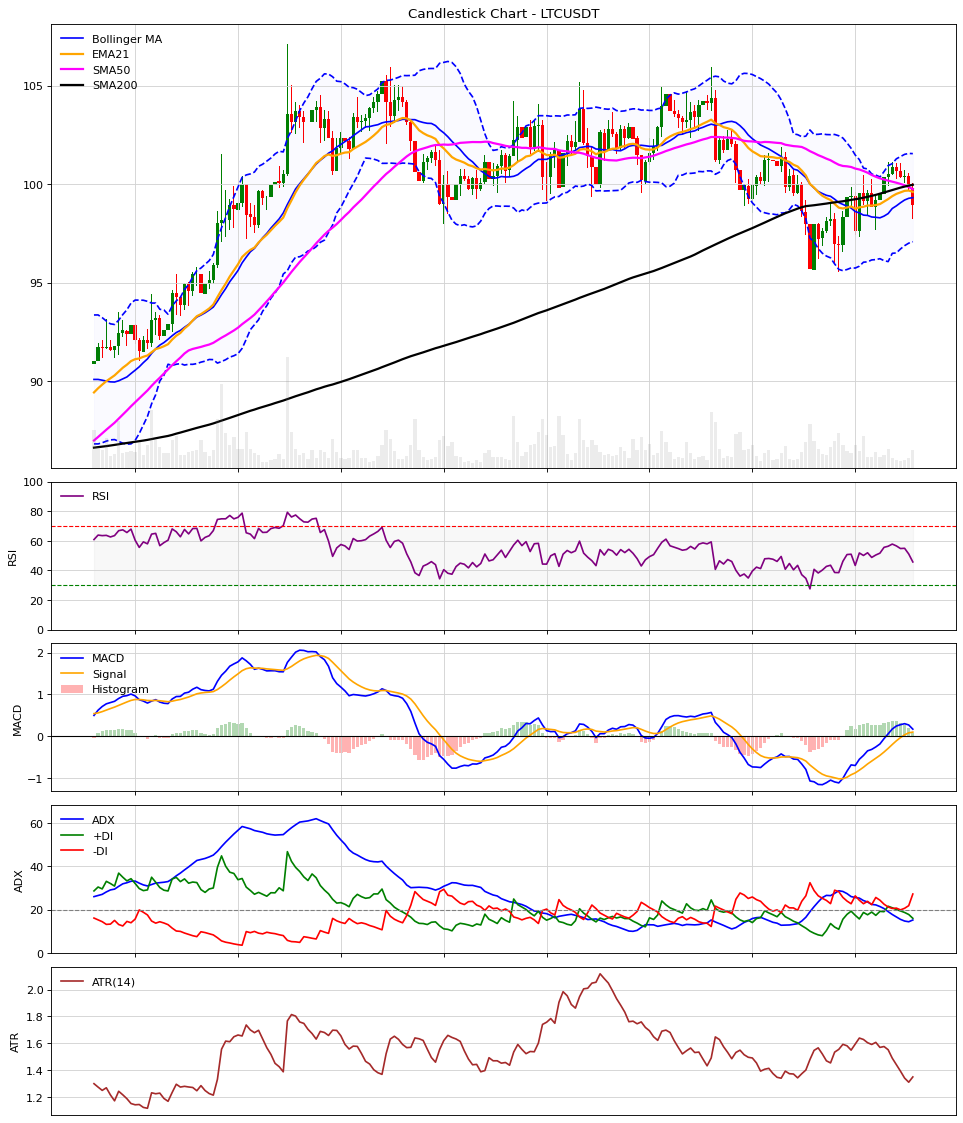 Candlestick Chart - LTCUSDT
Bollinger MA
EMA21
SMA50
SMA200
105
100
95
90
RSI
100
80
60
40
20
0
RSI
MACD
Signal
Histogram
2
1
0
−1
MACD
ADX
+DI
-DI
60
40
20
0
ADX
ATR(14)
2.0
1.8
1.6
1.4
1.2
ATR